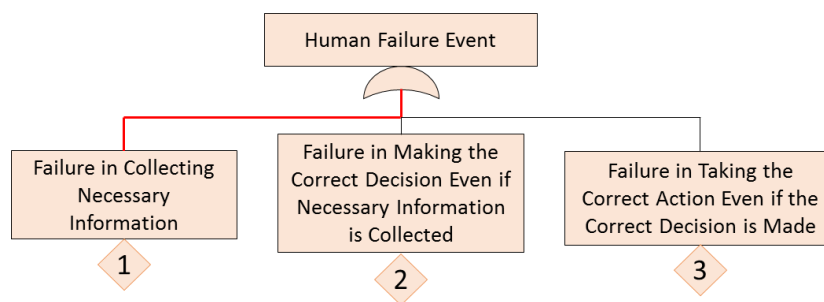 Human Failure Event
Failure in Collecting
Necessary
Information
Failure in Making the
Correct Decision Even if
Necessary Information
is Collected
Failure in Taking the
Correct Action Even if the
Correct Decision is Made
1
2
3